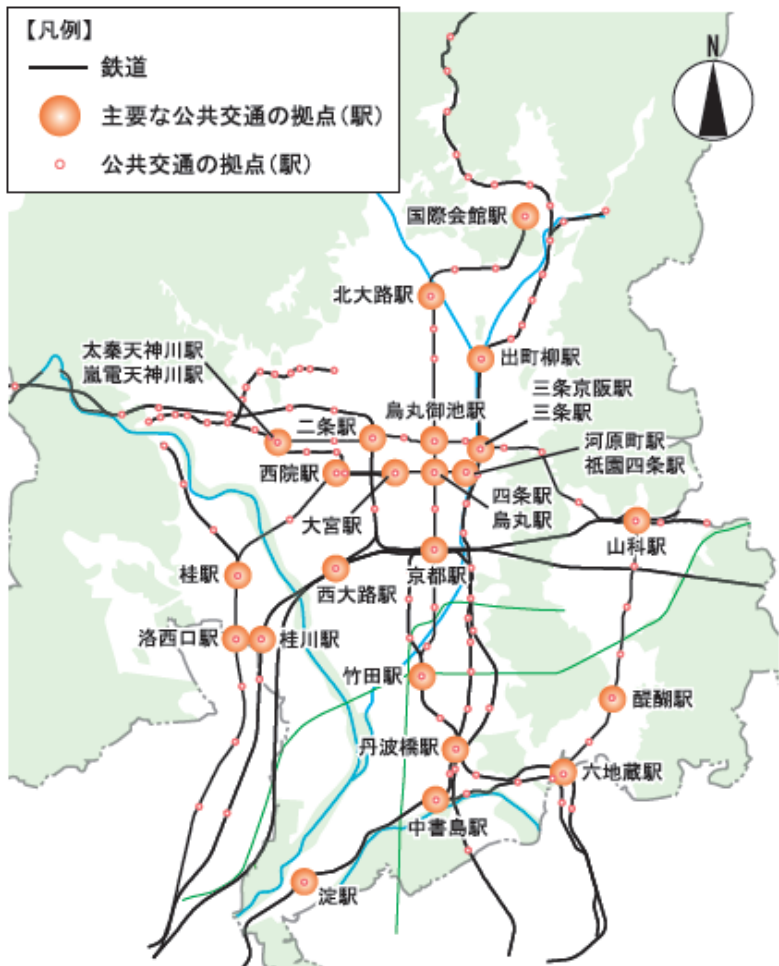 【凡例】
鉄道
主要な公共交通の拠点(駅)
公共交通の拠点(駅)
N
国際会館駅
北大路駅
出町柳駅
太秦天神川駅
嵐電天神川駅
二条駅
烏丸御池駅
三条京阪駅
三条駅
西院駅
大宮駅
四条駅
烏丸駅
河原町駅
祇園四条駅
山科駅
桂駅
西大路駅
京都駅
洛西口駅
桂川駅
竹田駅
醍醐駅
丹波橋駅
六地蔵駅
中書島駅
淀駅